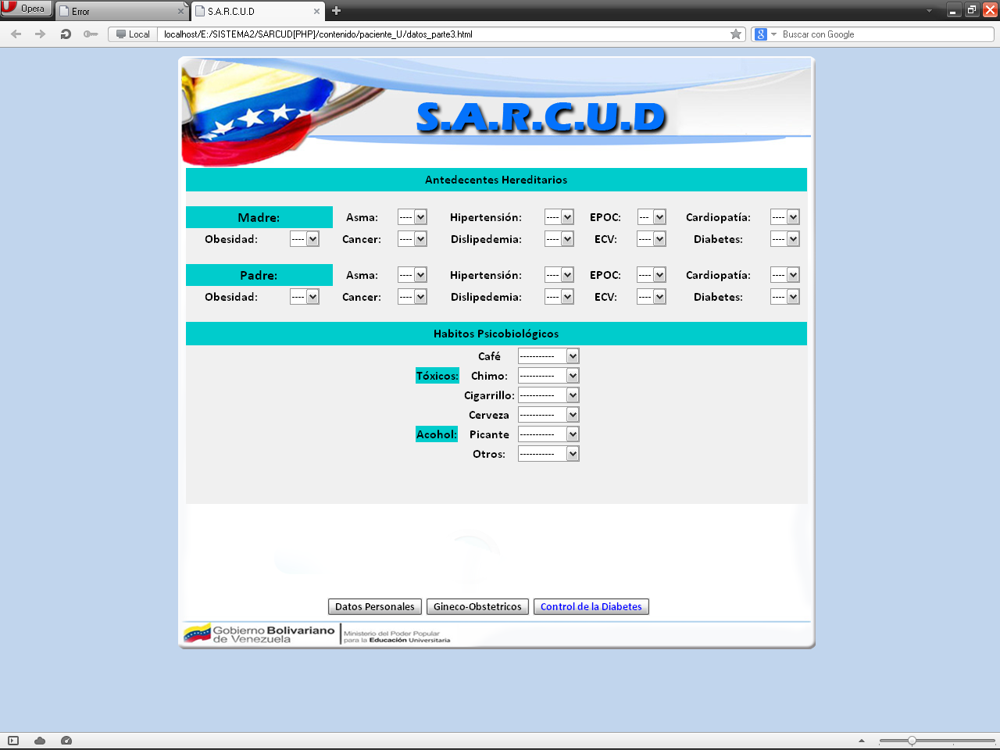 Opera
Error
S.A.R.C.U.D
Local
localhost/E:/SISTEMA2/SARCUD[PHP]/contenido/paciente_U/datos_parte3.html
Buscar con Google
S.A.R.C.U.D
Antedecentes Hereditarios
Madre: Asma: ---- Hipertensión: ---- EPOC: --- Cardiopatía: ----
Obesidad: ---- Cancer: ---- Dislipedemia: ---- ECV: ---- Diabetes: ----
Padre: Asma: ---- Hipertensión: ---- EPOC: ---- Cardiopatía: ----
Obesidad: ---- Cancer: ---- Dislipedemia: ---- ECV: ---- Diabetes: ----
Habitos Psicobiológicos
Café -----------
Tóxicos: Chimo: -----------
Cigarrillo: -----------
Cerveza -----------
Acohol: Picante -----------
Otros: -----------
Datos Personales Gineco-Obstetricos Control de la Diabetes
Gobierno Bolivariano
de Venezuela
Ministerio del Poder Popular
para la Educación Universitaria